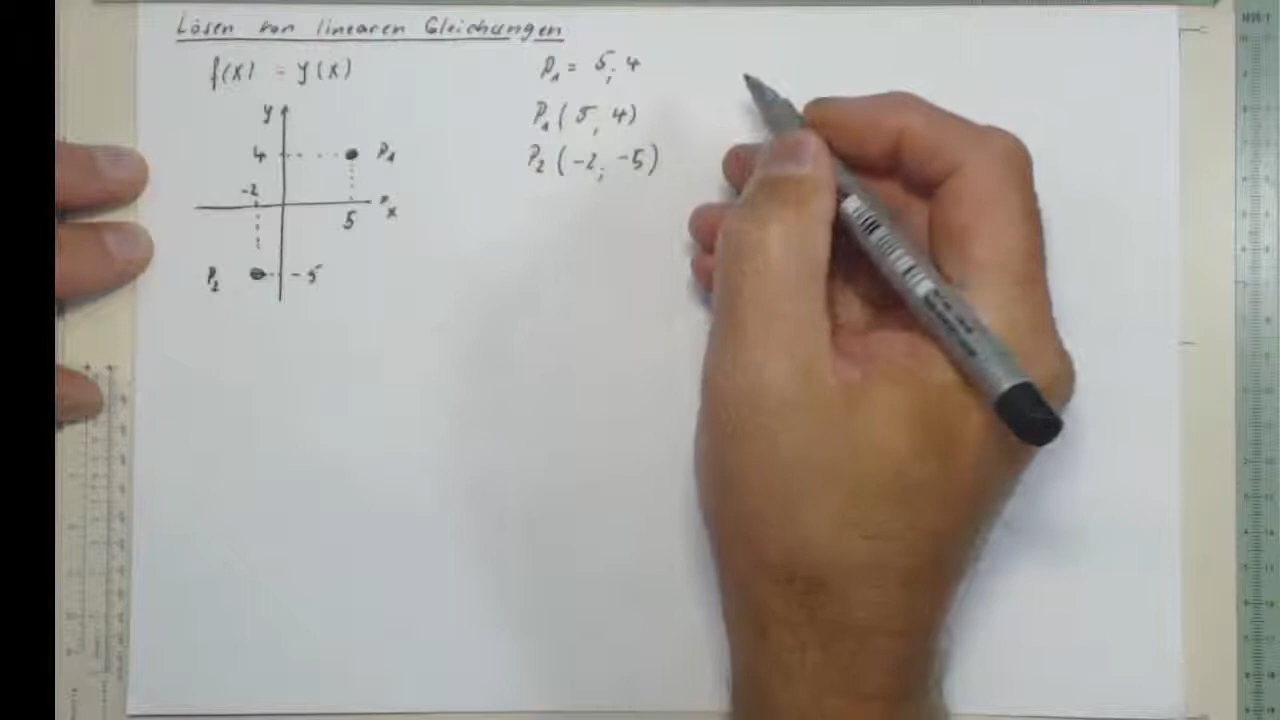 Lösen von linearen Gleichungen
f(x) = y(x)
P1 = 5; 4
P1 (5; 4)
P2 (-2; -5)
y
4
P1
-2
5
x
P2
-5